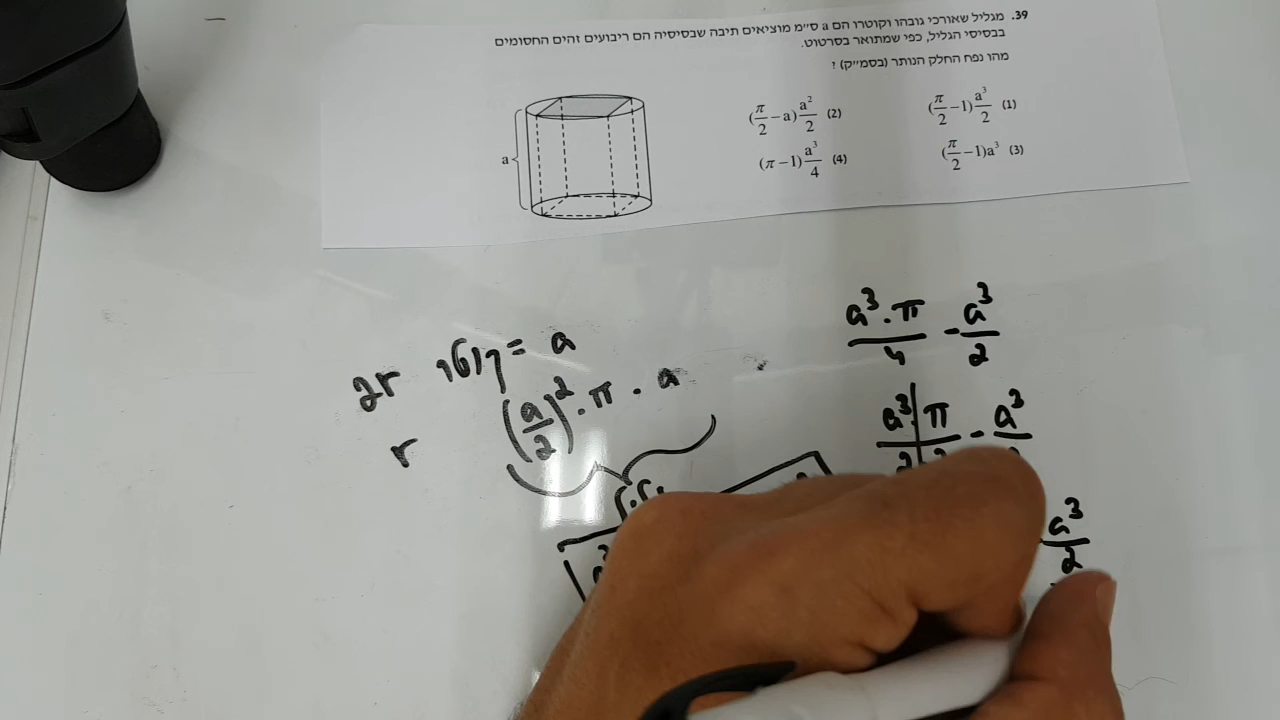 39. מגליל שאורכי גובהו וקוטרו הם a ס״מ מוציאים תיבה שבסיסיה הם ריבועים זהים החסומים
בבסיסי הגליל, כפי שמתואר בסרטוט.
מהו נפח החלק הנותר (בסמ״ק) ?
(1) (π/2 − 1) a³/2
(2) (π/2 − a) a²/2
(3) (π/2 − 1)a³
(4) (π − 1) a³/4
a
a³·π/4 - a³/2
2r = a
(a/2)²·π·a
r
a³·π/2 - a³
a³/2